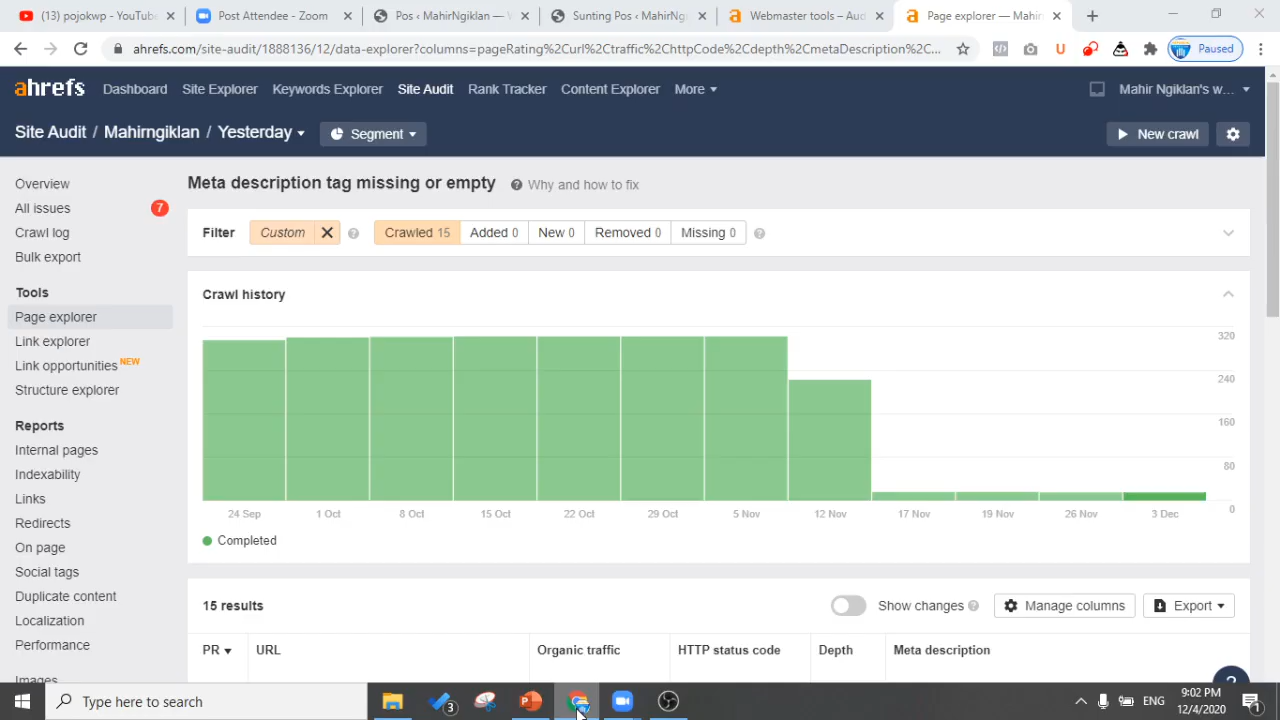 (13) pojokwp - YouTube
Post Attendee - Zoom
Pos ‹ MahirNgiklan — W
Sunting Pos ‹ MahirNgi
Webmaster tools – Aud
Page explorer — Mahir
ahrefs.com/site-audit/1888136/12/data-explorer?columns=pageRating%2Curl%2Ctraffic%2ChttpCode%2Cdepth%2CmetaDescription%2C...
Paused
ahrefs
Dashboard
Site Explorer
Keywords Explorer
Site Audit
Rank Tracker
Content Explorer
More
Mahir Ngiklan's w...
Site Audit / Mahirngiklan / Yesterday
Segment
New crawl
Overview
All issues
7
Crawl log
Bulk export
Tools
Page explorer
Link explorer
Link opportunities NEW
Structure explorer
Reports
Internal pages
Indexability
Links
Redirects
On page
Social tags
Duplicate content
Localization
Performance
Images
Meta description tag missing or empty
? Why and how to fix
Filter
Custom
Crawled 15
Added 0
New 0
Removed 0
Missing 0
Crawl history
320
240
160
80
0
24 Sep
1 Oct
8 Oct
15 Oct
22 Oct
29 Oct
5 Nov
12 Nov
17 Nov
19 Nov
26 Nov
3 Dec
Completed
15 results
Show changes
Manage columns
Export
PR
URL
Organic traffic
HTTP status code
Depth
Meta description
?
Type here to search
3
ENG
9:02 PM
12/4/2020
1